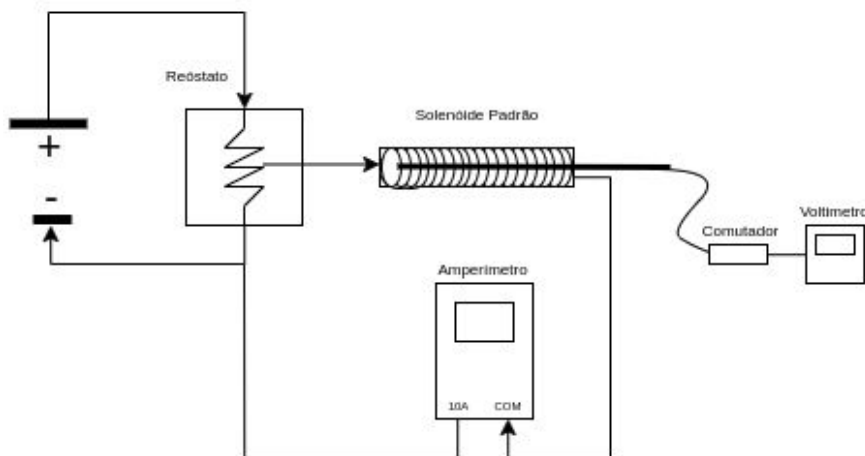 Reóstato
Solenóide Padrão
+
-
Comutador
Voltimetro
Amperímetro
10A
COM